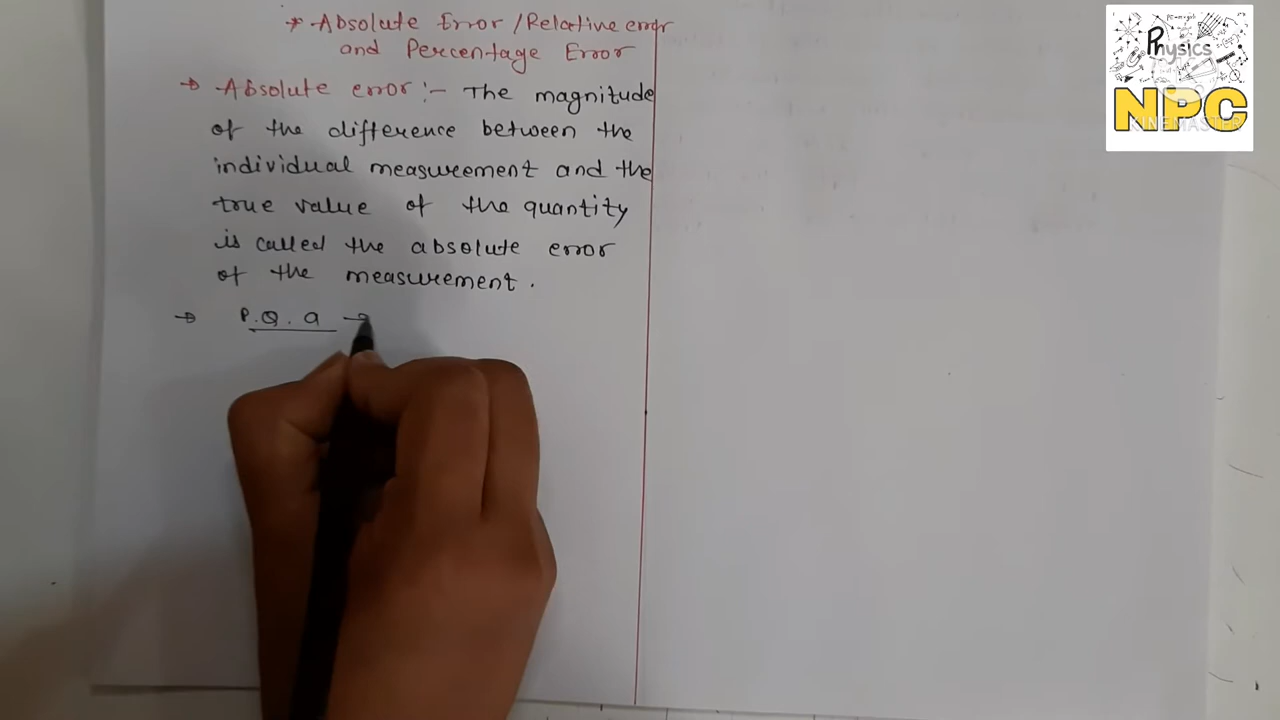 * Absolute Error / Relative error
and Percentage Error
→ Absolute error :- The magnitude
of the difference between the
individual measurement and the
true value of the quantity
is called the absolute error
of the measurement.
→ P.Q. a →
Physics
NPC
KINEMASTER